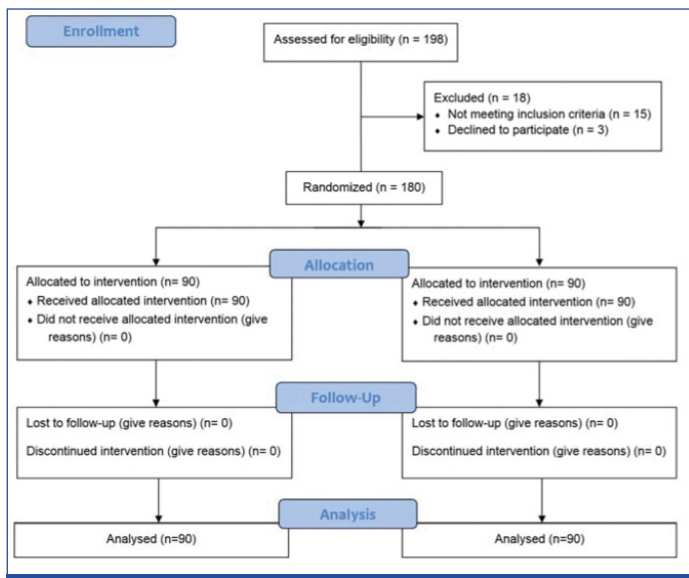 Enrollment
Assessed for eligibility (n = 198)
Excluded (n = 18)
♦ Not meeting inclusion criteria (n = 15)
♦ Declined to participate (n = 3)
Randomized (n = 180)
Allocation
Allocated to intervention (n= 90)
♦ Received allocated intervention (n= 90)
♦ Did not receive allocated intervention (give
reasons) (n= 0)
Allocated to intervention (n= 90)
♦ Received allocated intervention (n= 90)
♦ Did not receive allocated intervention (give
reasons) (n= 0)
Follow-Up
Lost to follow-up (give reasons) (n= 0)
Discontinued intervention (give reasons) (n= 0)
Lost to follow-up (give reasons) (n= 0)
Discontinued intervention (give reasons) (n= 0)
Analysis
Analysed (n=90)
Analysed (n=90)